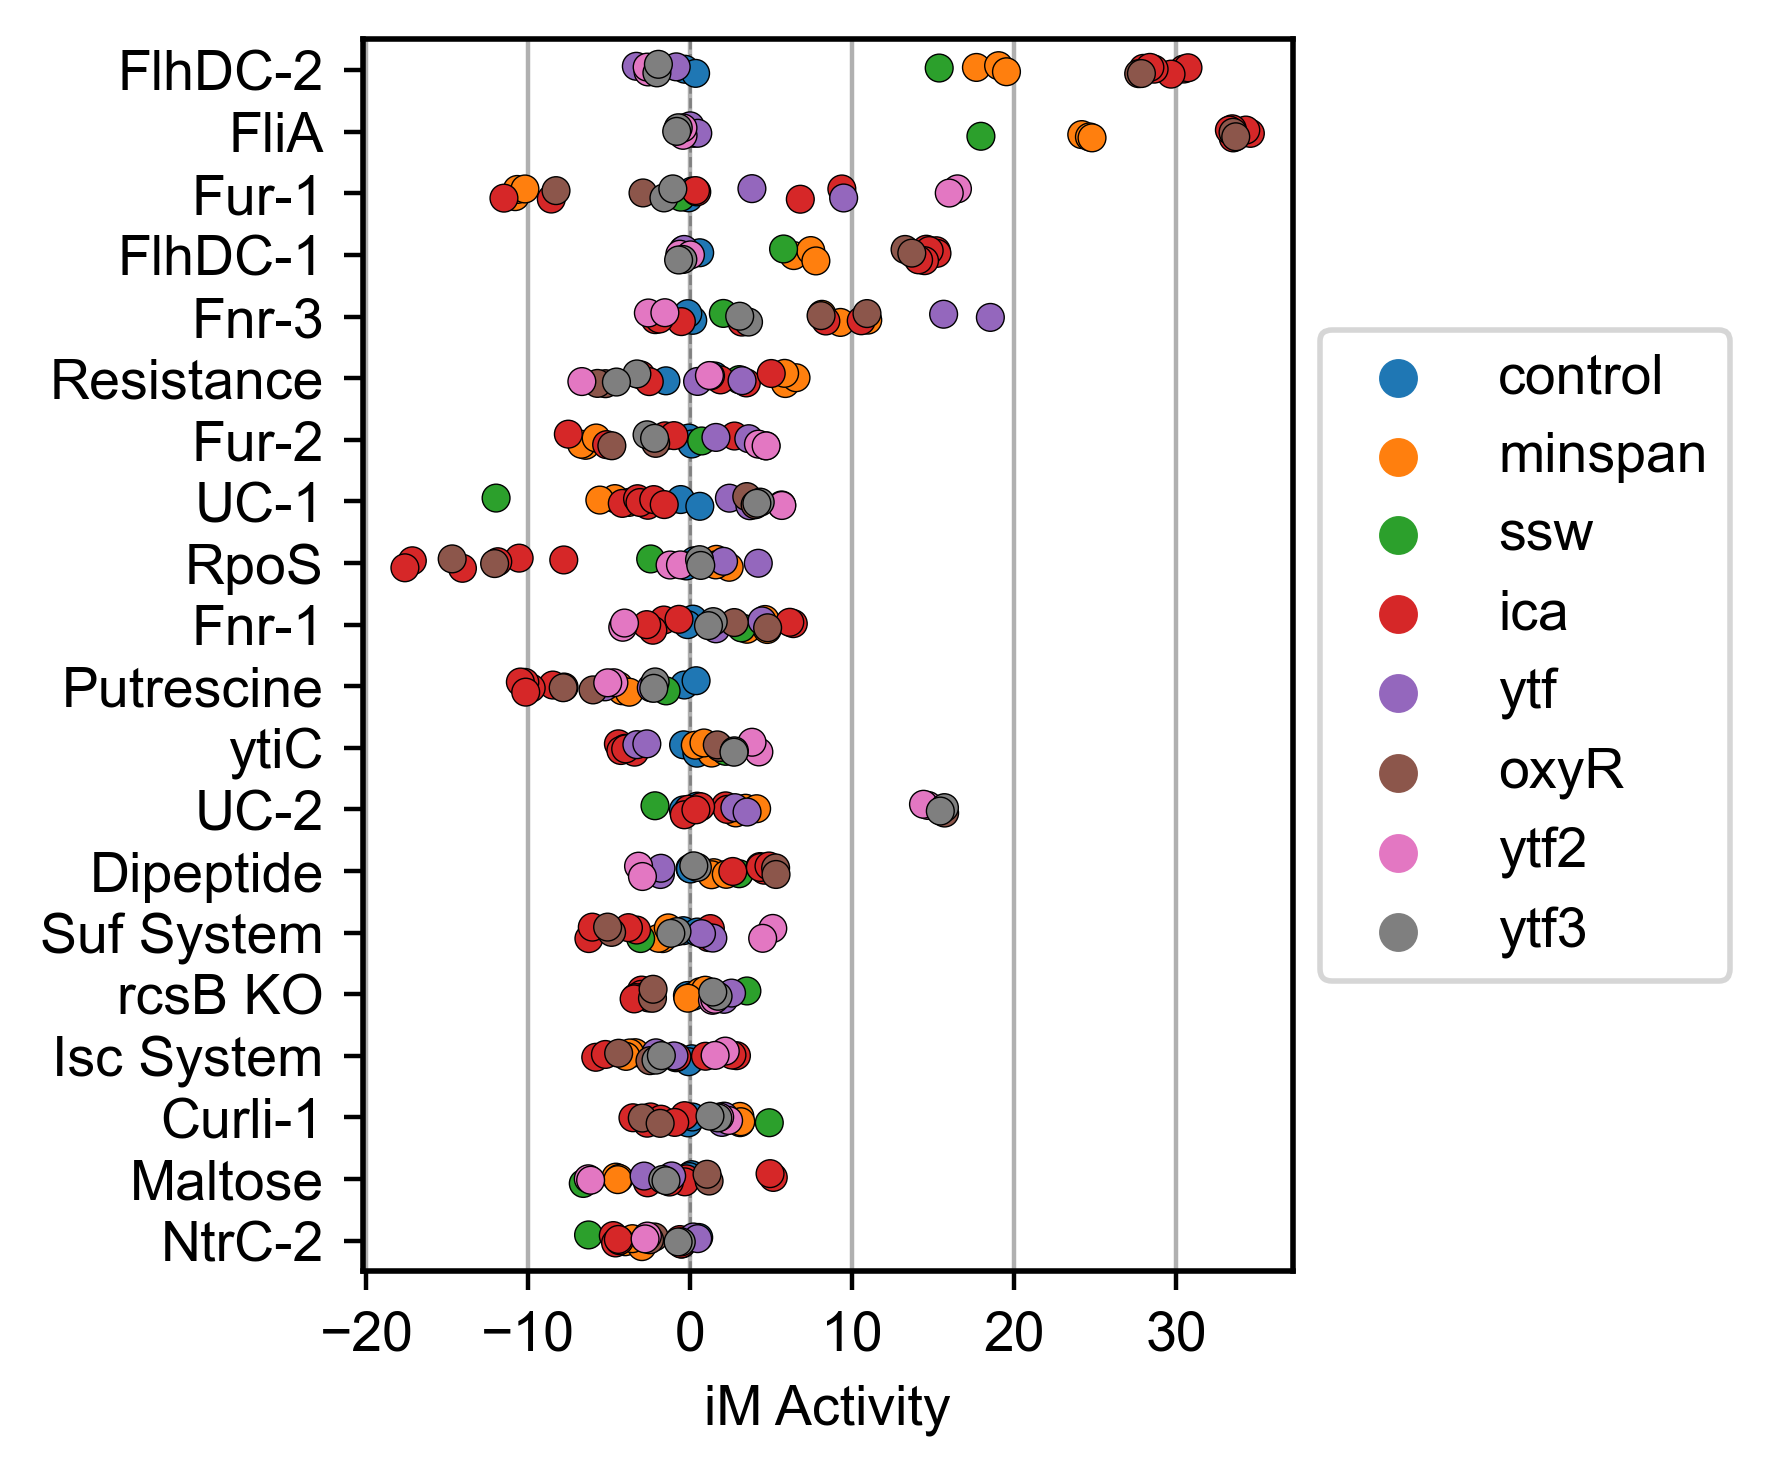 FlhDC-2
FliA
Fur-1
FlhDC-1
Fnr-3
Resistance
Fur-2
UC-1
RpoS
Fnr-1
Putrescine
ytiC
UC-2
Dipeptide
Suf System
rcsB KO
Isc System
Curli-1
Maltose
NtrC-2
−20 −10 0 10 20 30
iM Activity
control
minspan
ssw
ica
ytf
oxyR
ytf2
ytf3